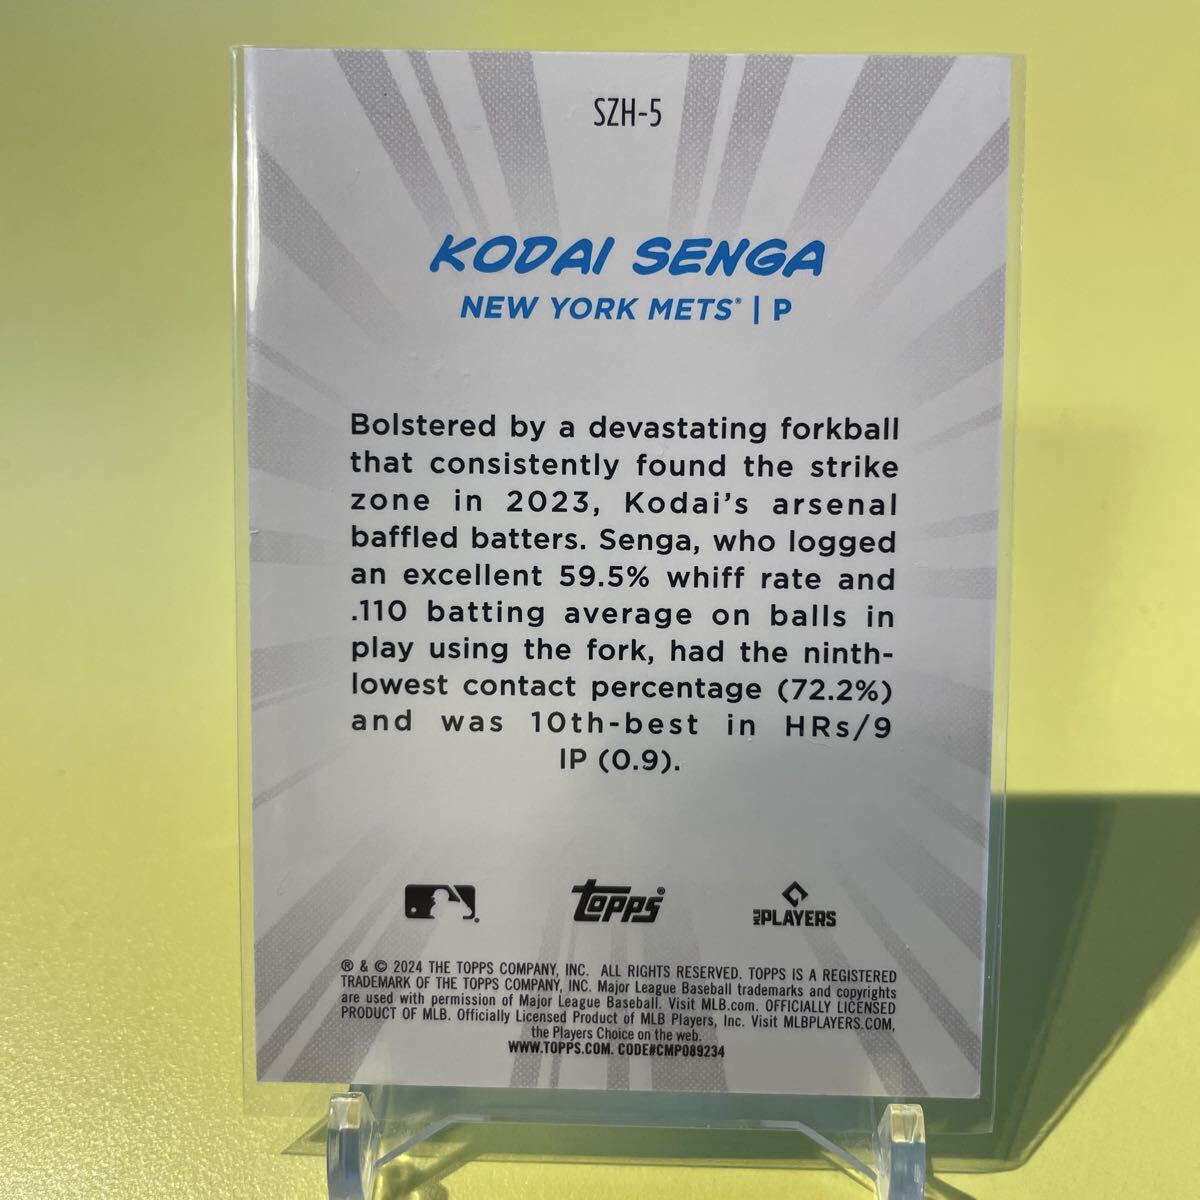 SZH-5
KODAI SENGA
NEW YORK METS® | P
Bolstered by a devastating forkball
that consistently found the strike
zone in 2023, Kodai's arsenal
baffled batters. Senga, who logged
an excellent 59.5% whiff rate and
.110 batting average on balls in
play using the fork, had the ninth-
lowest contact percentage (72.2%)
and was 10th-best in HRs/9
IP (0.9).
Topps®
MLB PLAYERS
® & © 2024 THE TOPPS COMPANY, INC. ALL RIGHTS RESERVED. TOPPS IS A REGISTERED
TRADEMARK OF THE TOPPS COMPANY, INC. Major League Baseball trademarks and copyrights
are used with permission of Major League Baseball. Visit MLB.com. OFFICIALLY LICENSED
PRODUCT OF MLB. Officially Licensed Product of MLB Players, Inc. Visit MLBPLAYERS.COM,
the Players Choice on the web.
WWW.TOPPS.COM. CODE#CMP089234